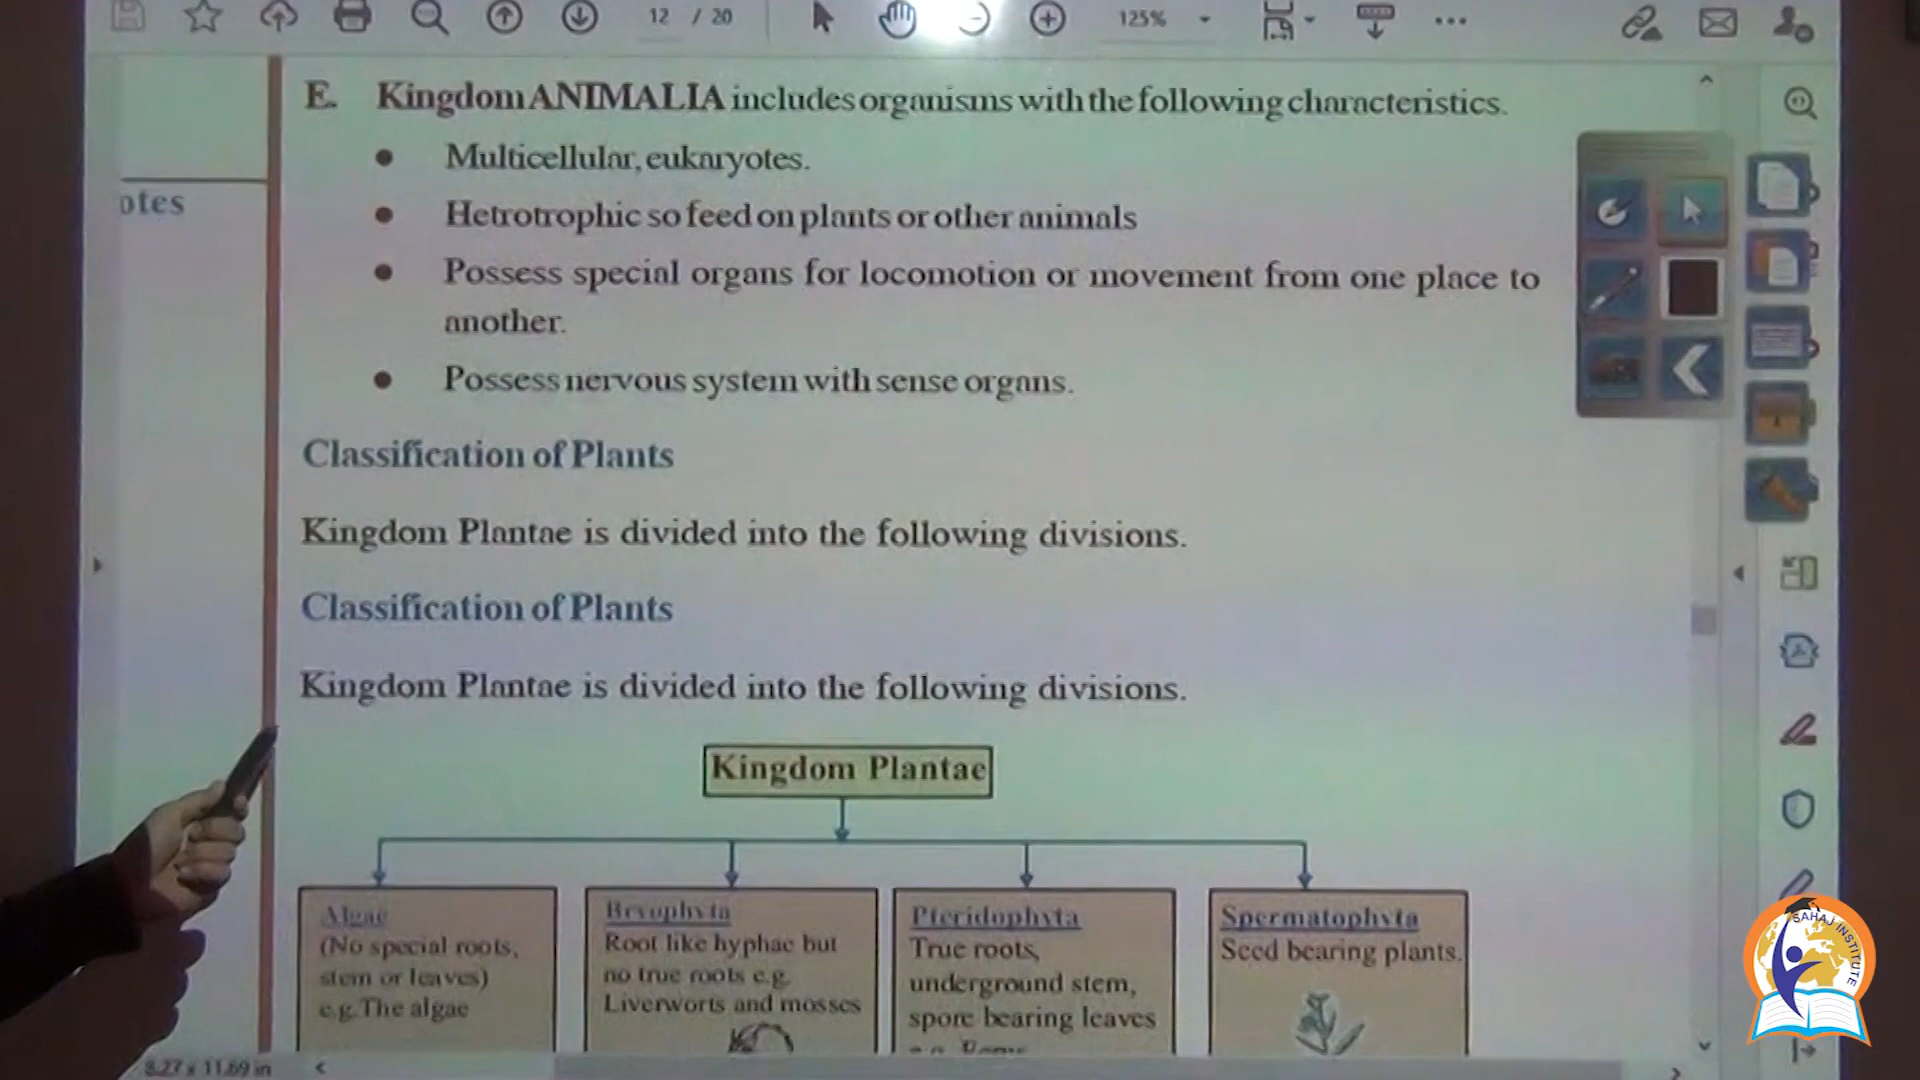 12 / 20
125%
E. Kingdom ANIMALIA includes organisms with the following characteristics.
otes
• Multicellular, eukaryotes.
• Hetrotrophic so feed on plants or other animals
• Possess special organs for locomotion or movement from one place to
another.
• Possess nervous system with sense organs.
Classification of Plants
Kingdom Plantae is divided into the following divisions.
Classification of Plants
Kingdom Plantae is divided into the following divisions.
Kingdom Plantae
Algae
(No special roots,
stem or leaves)
e.g. The algae
Bryophyta
Root like hyphae but
no true roots e.g.
Liverworts and mosses
Pteridophyta
True roots,
underground stem,
spore bearing leaves
Spermatophyta
Seed bearing plants.
SAHAJ INSTITUTE
8.27 x 11.69 in